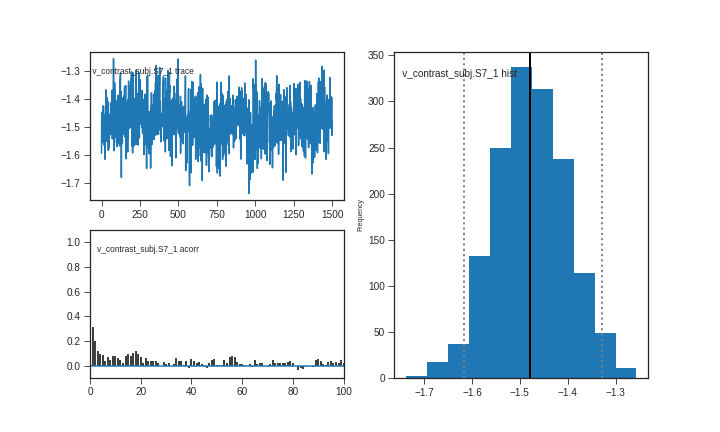 v_contrast_subj.S7_1 trace
−1.3
−1.4
−1.5
−1.6
−1.7
0 250 500 750 1000 1250 1500
v_contrast_subj.S7_1 acorr
1.0
0.8
0.6
0.4
0.2
0.0
0 20 40 60 80 100
v_contrast_subj.S7_1 hist
Frequency
350
300
250
200
150
100
50
0
−1.7 −1.6 −1.5 −1.4 −1.3